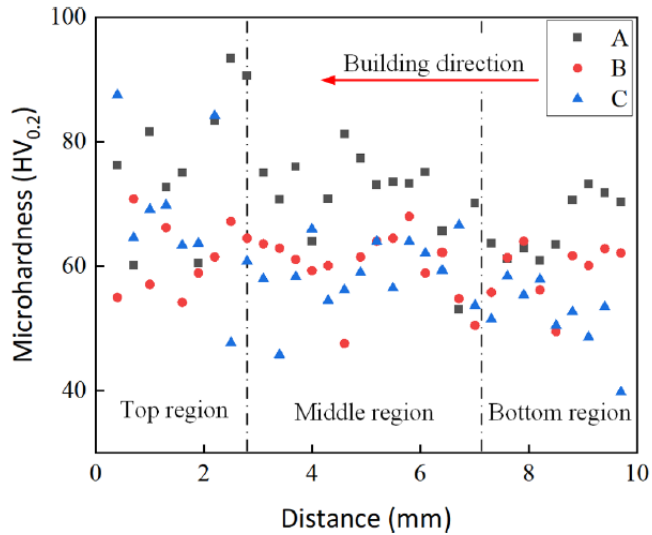 100
80
60
40
Microhardness (HV0.2)
A
B
C
Building direction
Top region
Middle region
Bottom region
0
2
4
6
8
10
Distance (mm)